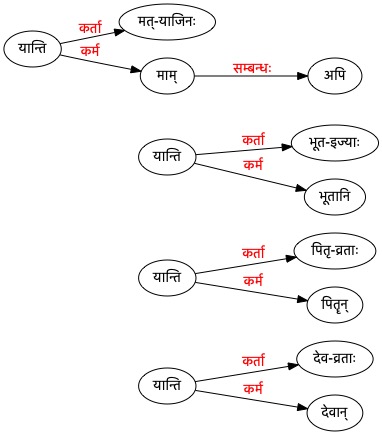 कर्ता
मत्-याजिनः
यान्ति
कर्म
माम्
सम्बन्धः
अपि
कर्ता
भूत-इज्याः
यान्ति
कर्म
भूतानि
कर्ता
पितृ-व्रताः
यान्ति
कर्म
पितॄन्
कर्ता
देव-व्रताः
यान्ति
कर्म
देवान्